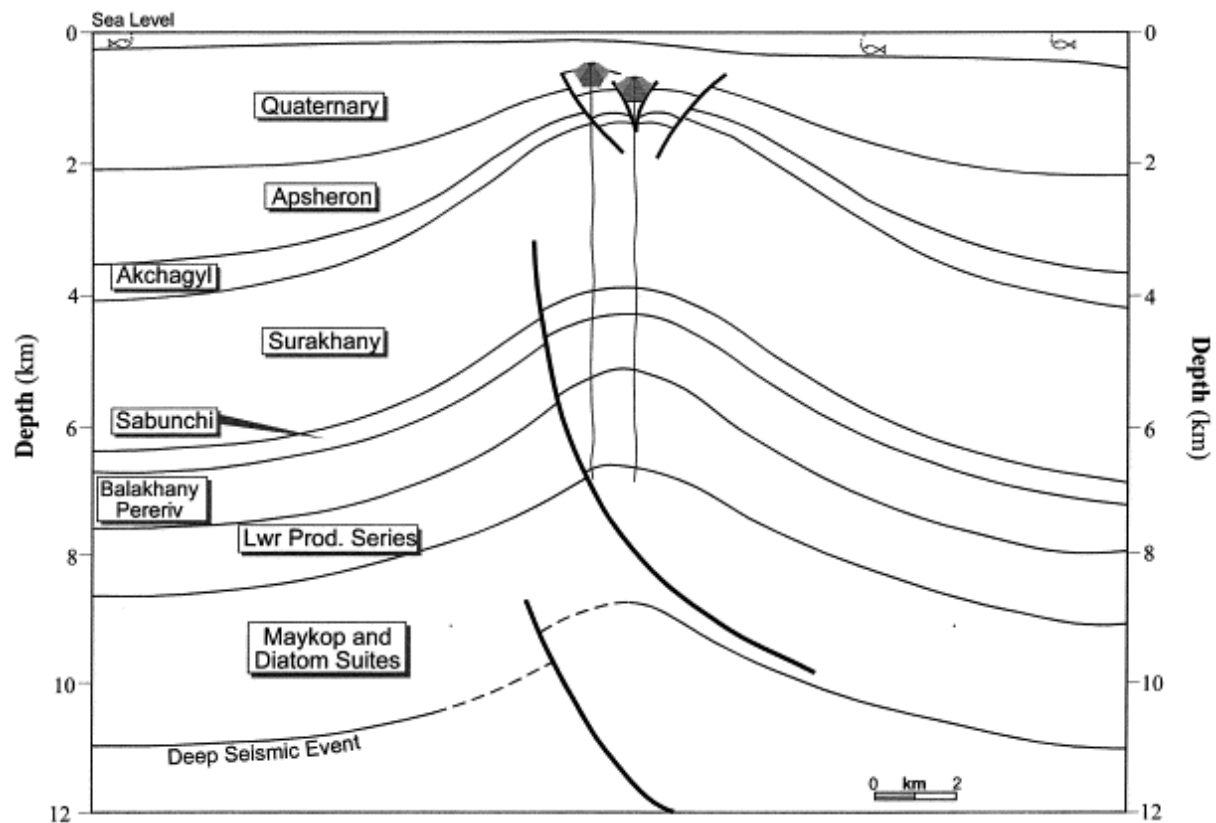 Sea Level
0
0
Quaternary
2
2
Apsheron
Akchagyl
4
4
Surakhany
Depth (km)
Depth (km)
Sabunchi
6
6
Balakhany
Pereriv
Lwr Prod. Series
8
8
Maykop and
Diatom Suites
10
10
Deep Seismic Event
0 km 2
12
12